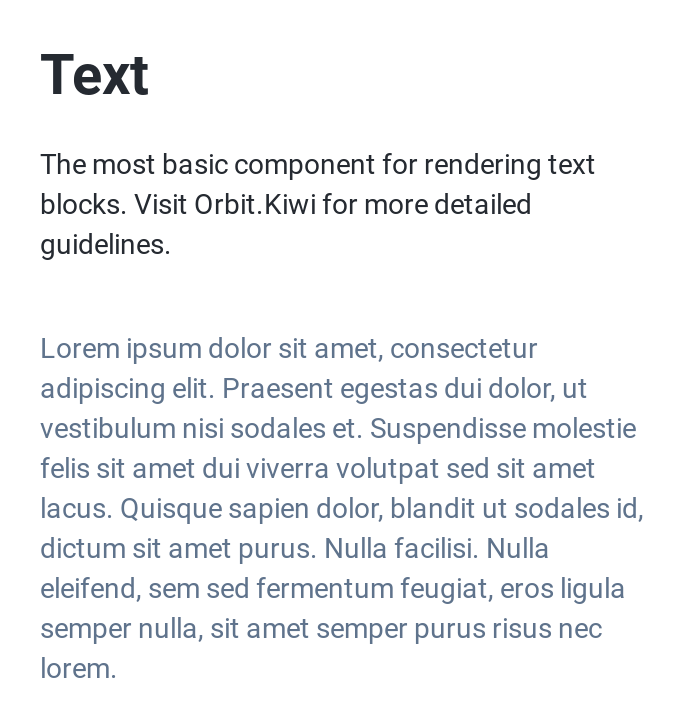 Text
The most basic component for rendering text
blocks. Visit Orbit.Kiwi for more detailed
guidelines.
Lorem ipsum dolor sit amet, consectetur
adipiscing elit. Praesent egestas dui dolor, ut
vestibulum nisi sodales et. Suspendisse molestie
felis sit amet dui viverra volutpat sed sit amet
lacus. Quisque sapien dolor, blandit ut sodales id,
dictum sit amet purus. Nulla facilisi. Nulla
eleifend, sem sed fermentum feugiat, eros ligula
semper nulla, sit amet semper purus risus nec
lorem.